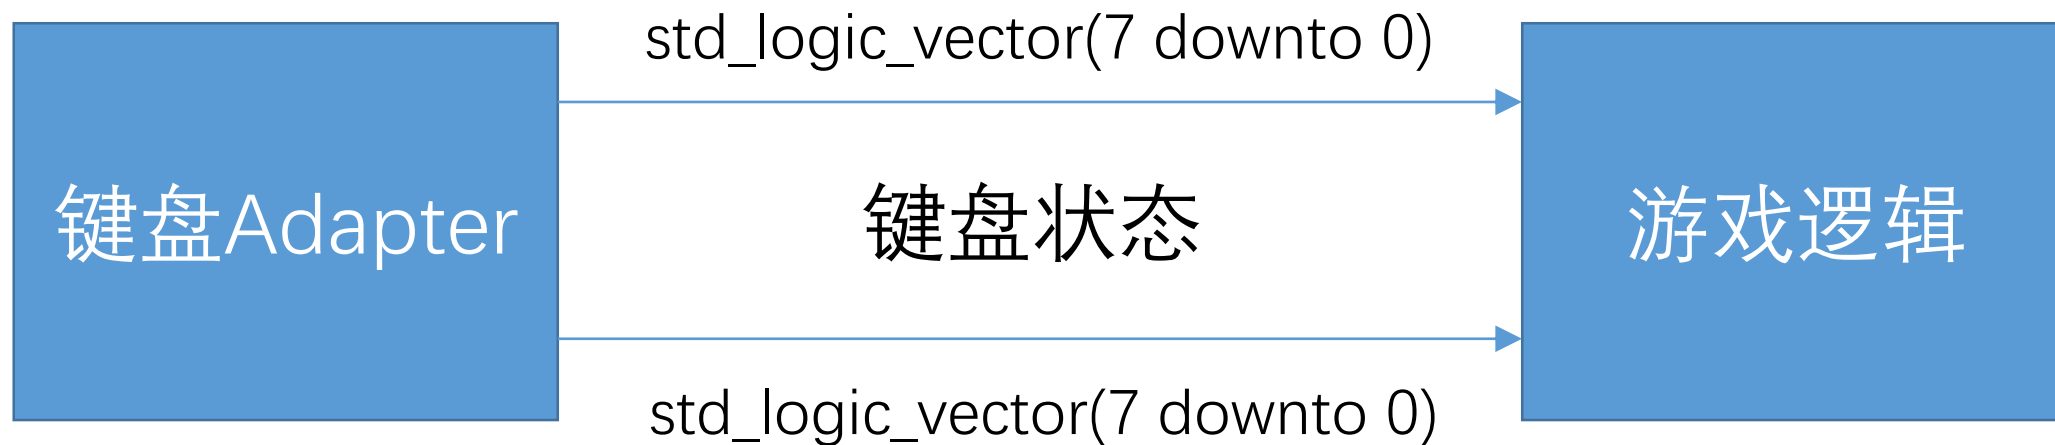 std_logic_vector(7 downto 0)
键盘Adapter
键盘状态
游戏逻辑
std_logic_vector(7 downto 0)